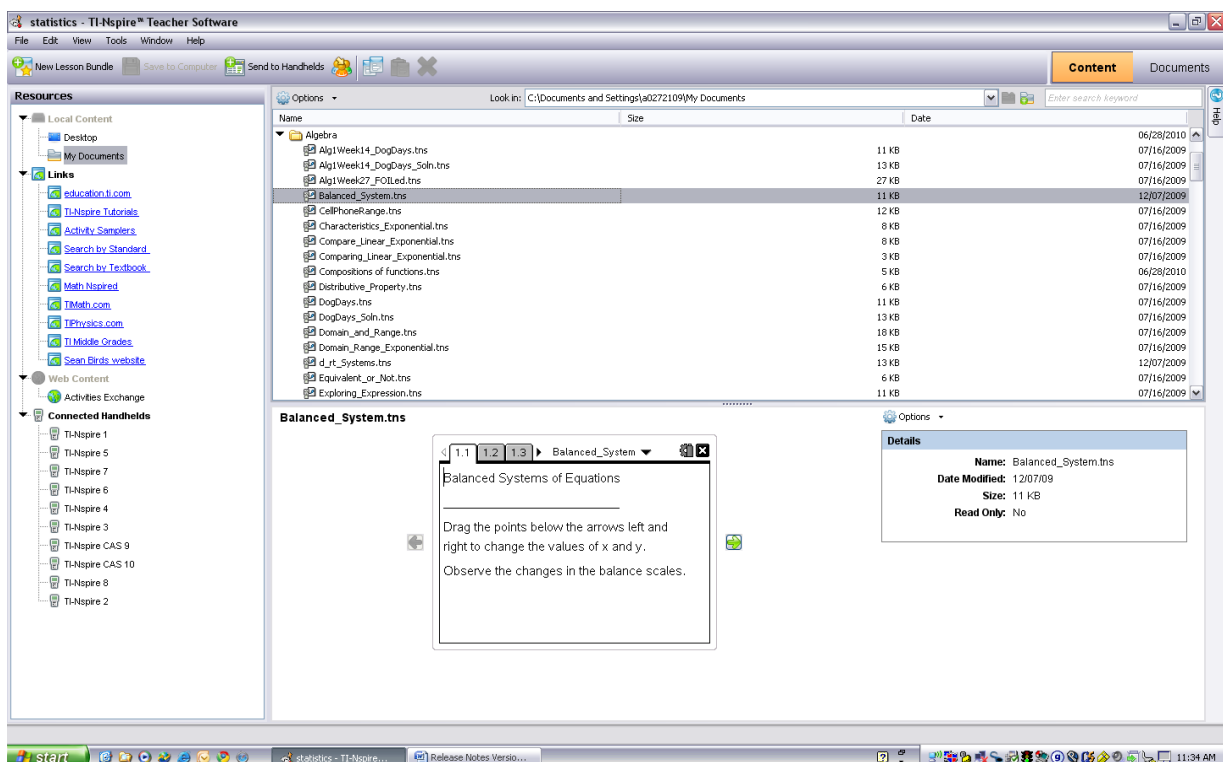 statistics - TI-Nspire™ Teacher Software
File Edit View Tools Window Help
New Lesson Bundle Save to Computer Send to Handhelds Content Documents
Resources
Local Content
Desktop
My Documents
Links
education.ti.com
TI-Nspire Tutorials
Activity Samplers
Search by Standard
Search by Textbook
Math Nspired
TIMath.com
TIPhysics.com
TI Middle Grades
Sean Birds website
Web Content
Activities Exchange
Connected Handhelds
TI-Nspire 1
TI-Nspire 5
TI-Nspire 7
TI-Nspire 6
TI-Nspire 4
TI-Nspire 3
TI-Nspire CAS 9
TI-Nspire CAS 10
TI-Nspire 8
TI-Nspire 2
Options Look in: C:\Documents and Settings\a0272109\My Documents Enter search keyword
Help
Name Size Date
Algebra 06/28/2010
Alg1Week14_DogDays.tns 11 KB 07/16/2009
Alg1Week14_DogDays_Soln.tns 13 KB 07/16/2009
Alg1Week27_FOILed.tns 27 KB 07/16/2009
Balanced_System.tns 11 KB 12/07/2009
CellPhoneRange.tns 12 KB 07/16/2009
Characteristics_Exponential.tns 8 KB 07/16/2009
Compare_Linear_Exponential.tns 8 KB 07/16/2009
Comparing_Linear_Exponential.tns 3 KB 07/16/2009
Compositions of functions.tns 5 KB 06/28/2010
Distributive_Property.tns 6 KB 07/16/2009
DogDays.tns 11 KB 07/16/2009
DogDays_Soln.tns 13 KB 07/16/2009
Domain_and_Range.tns 18 KB 07/16/2009
Domain_Range_Exponential.tns 15 KB 07/16/2009
d_rt_Systems.tns 13 KB 12/07/2009
Equivalent_or_Not.tns 6 KB 07/16/2009
Exploring_Expression.tns 11 KB 07/16/2009
Balanced_System.tns
1.1 1.2 1.3 Balanced_System
Balanced Systems of Equations
Drag the points below the arrows left and
right to change the values of x and y.
Observe the changes in the balance scales.
Options
Details
Name: Balanced_System.tns
Date Modified: 12/07/09
Size: 11 KB
Read Only: No
start statistics - TI-Nspire... Release Notes Versio... 11:34 AM